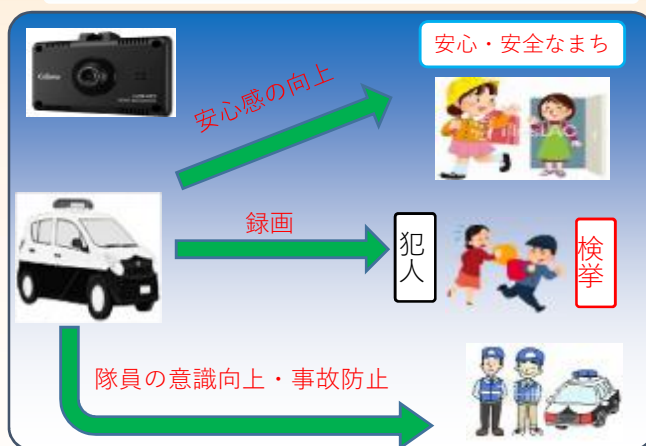 安心・安全なまち
安心感の向上
録画
犯人
検挙
隊員の意識向上・事故防止